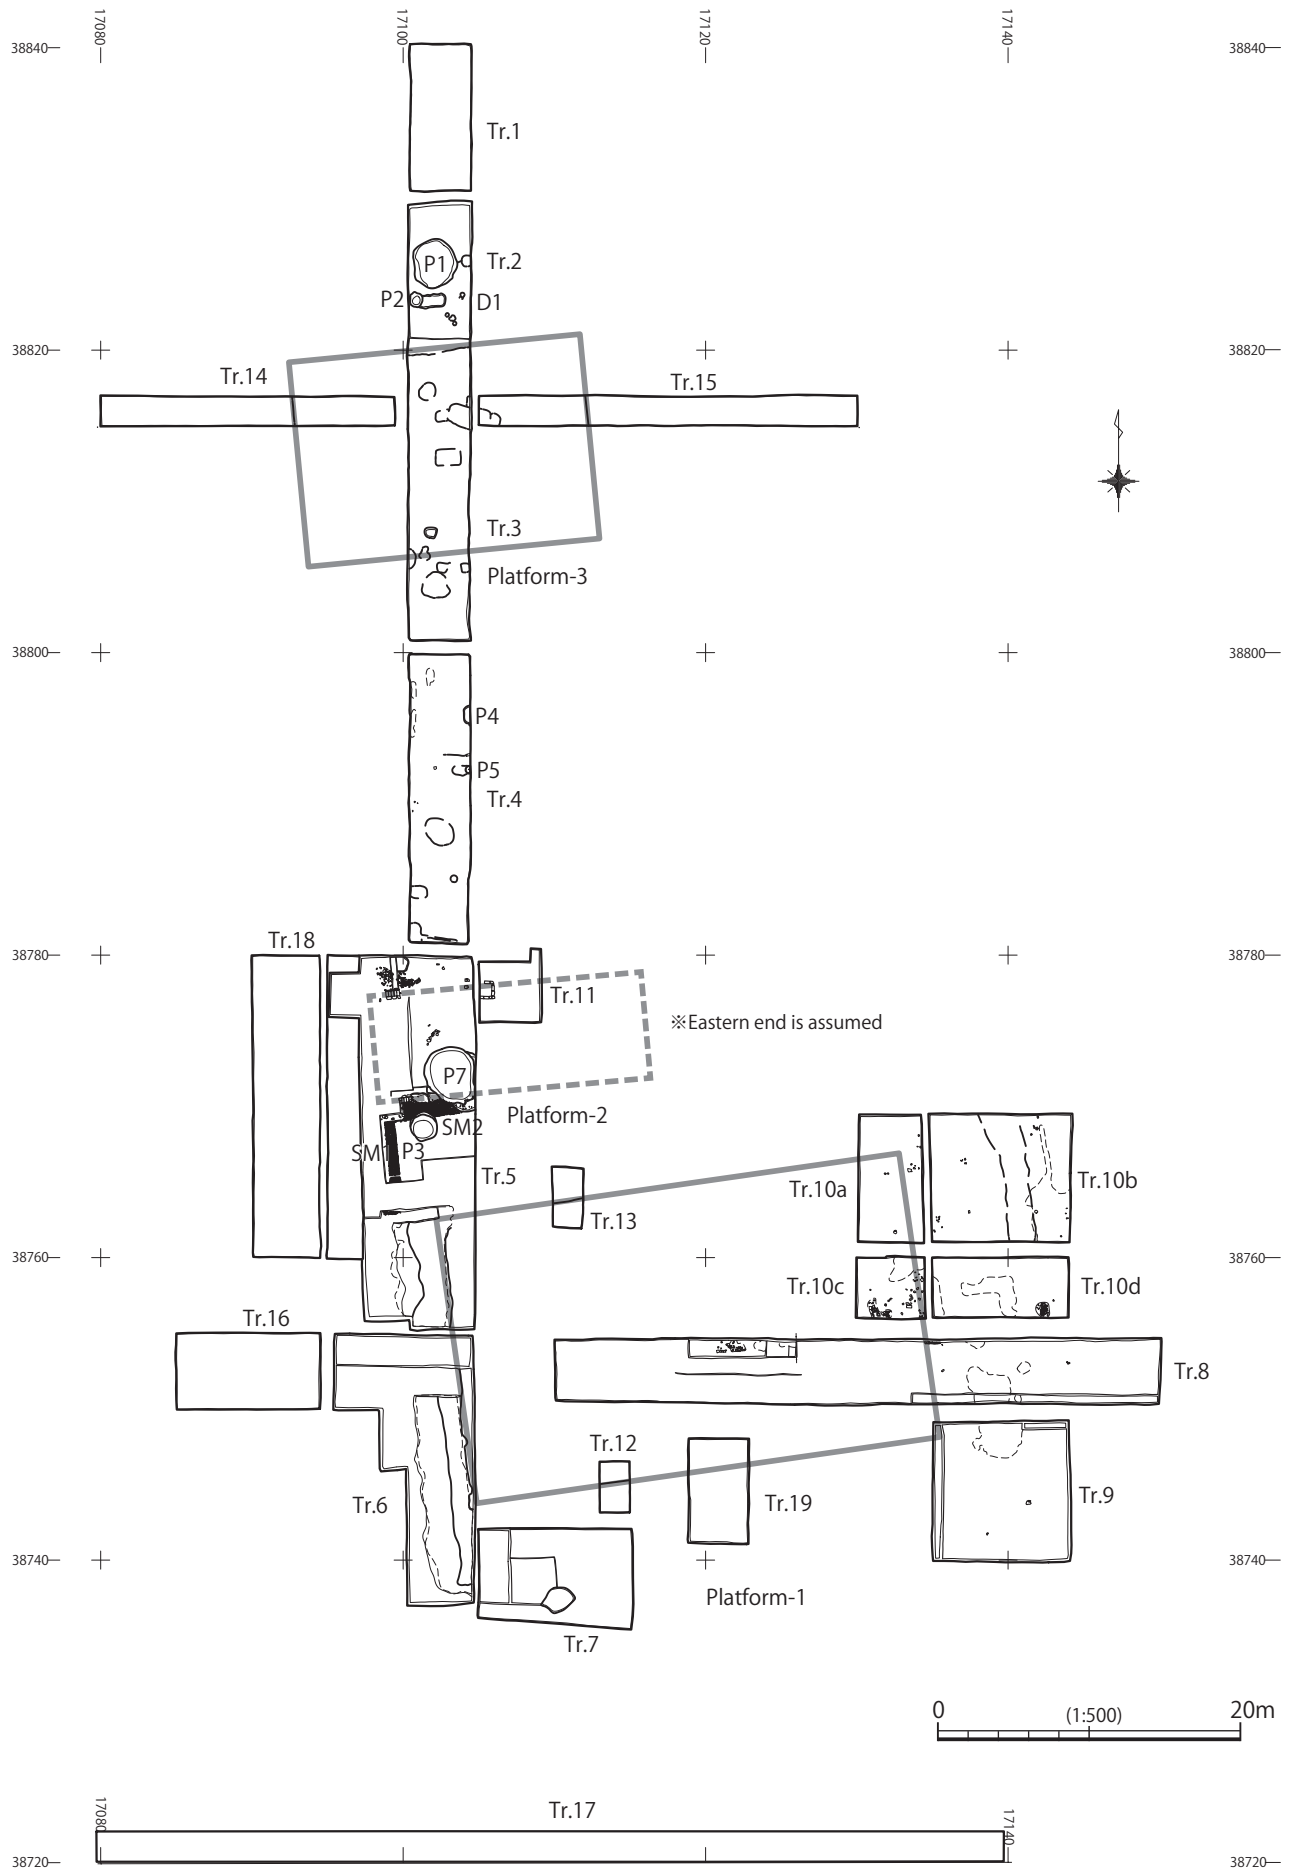 17080
17100
17120
17140
38840
38840
Tr.1
P1
Tr.2
P2
D1
38820
38820
Tr.14
Tr.15
Tr.3
Platform-3
38800
38800
P4
P5
Tr.4
Tr.18
38780
38780
Tr.11
※Eastern end is assumed
P7
Platform-2
SM2
SM1
P3
Tr.5
Tr.10a
Tr.10b
Tr.13
38760
38760
Tr.10c
Tr.10d
Tr.16
Tr.8
Tr.12
Tr.6
Tr.19
Tr.9
38740
38740
Platform-1
Tr.7
0
(1:500)
20m
17080
Tr.17
17140
38720
38720